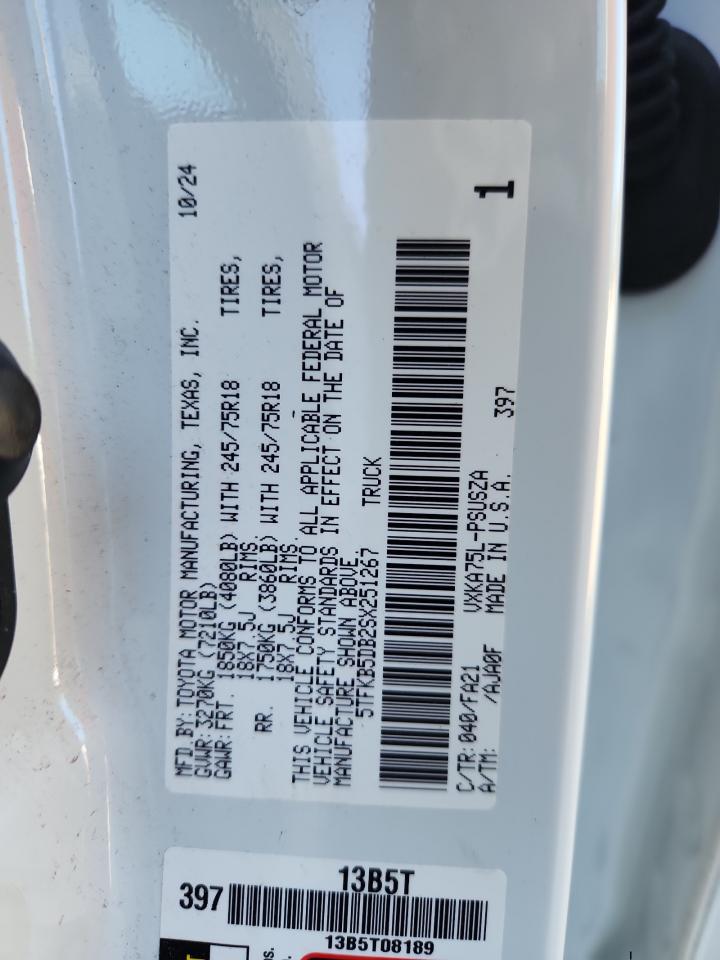 MFD.BY: TOYOTA MOTOR MANUFACTURING, TEXAS, INC. 10/24
GVWR: 3270KG (7210LB)
GAWR: FRT. 1850KG (4080LB) WITH 245/75R18 TIRES,
18X7.5J RIMS.
RR. 1750KG (3860LB) WITH 245/75R18 TIRES,
18X7.5J RIMS.
THIS VEHICLE CONFORMS TO ALL APPLICABLE FEDERAL MOTOR
VEHICLE SAFETY STANDARDS IN EFFECT ON THE DATE OF
MANUFACTURE SHOWN ABOVE
5TFKB5DB2SX251267 TRUCK
C/TR: 040/FA21 VXKA75L-PSUSZA
A/TM: /AJA0F MADE IN U.S.A. 397
1
397
13B5T
13B5T08189